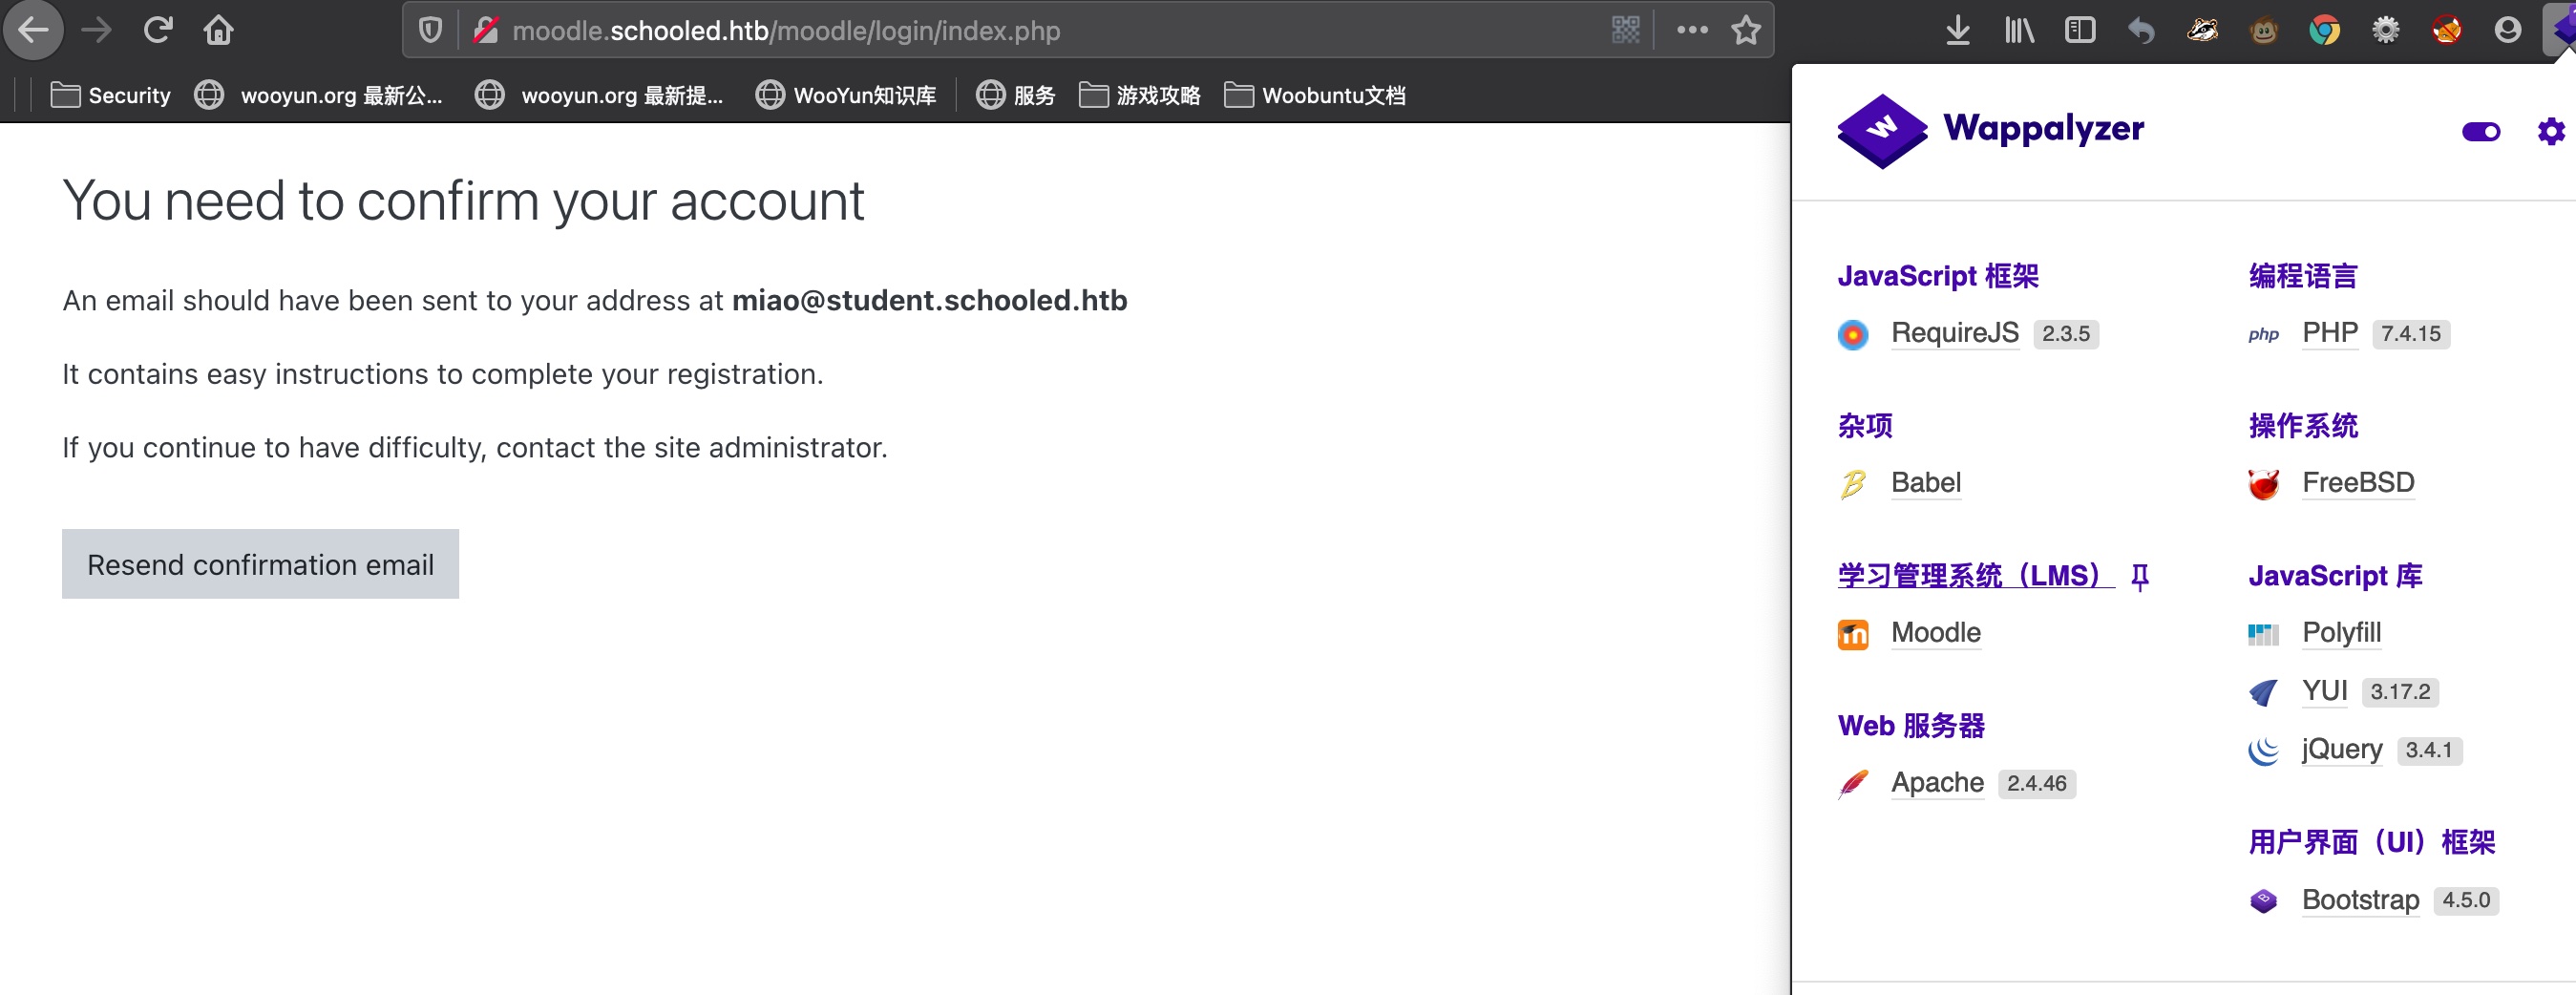 moodle.schooled.htb/moodle/login/index.php
Security
wooyun.org 最新公...
wooyun.org 最新提...
WooYun知识库
服务
游戏攻略
Woobuntu文档
You need to confirm your account
An email should have been sent to your address at miao@student.schooled.htb
It contains easy instructions to complete your registration.
If you continue to have difficulty, contact the site administrator.
Resend confirmation email
Wappalyzer
JavaScript 框架
RequireJS 2.3.5
杂项
Babel
学习管理系统（LMS）
Moodle
Web 服务器
Apache 2.4.46
编程语言
php PHP 7.4.15
操作系统
FreeBSD
JavaScript 库
Polyfill
YUI 3.17.2
jQuery 3.4.1
用户界面（UI）框架
Bootstrap 4.5.0